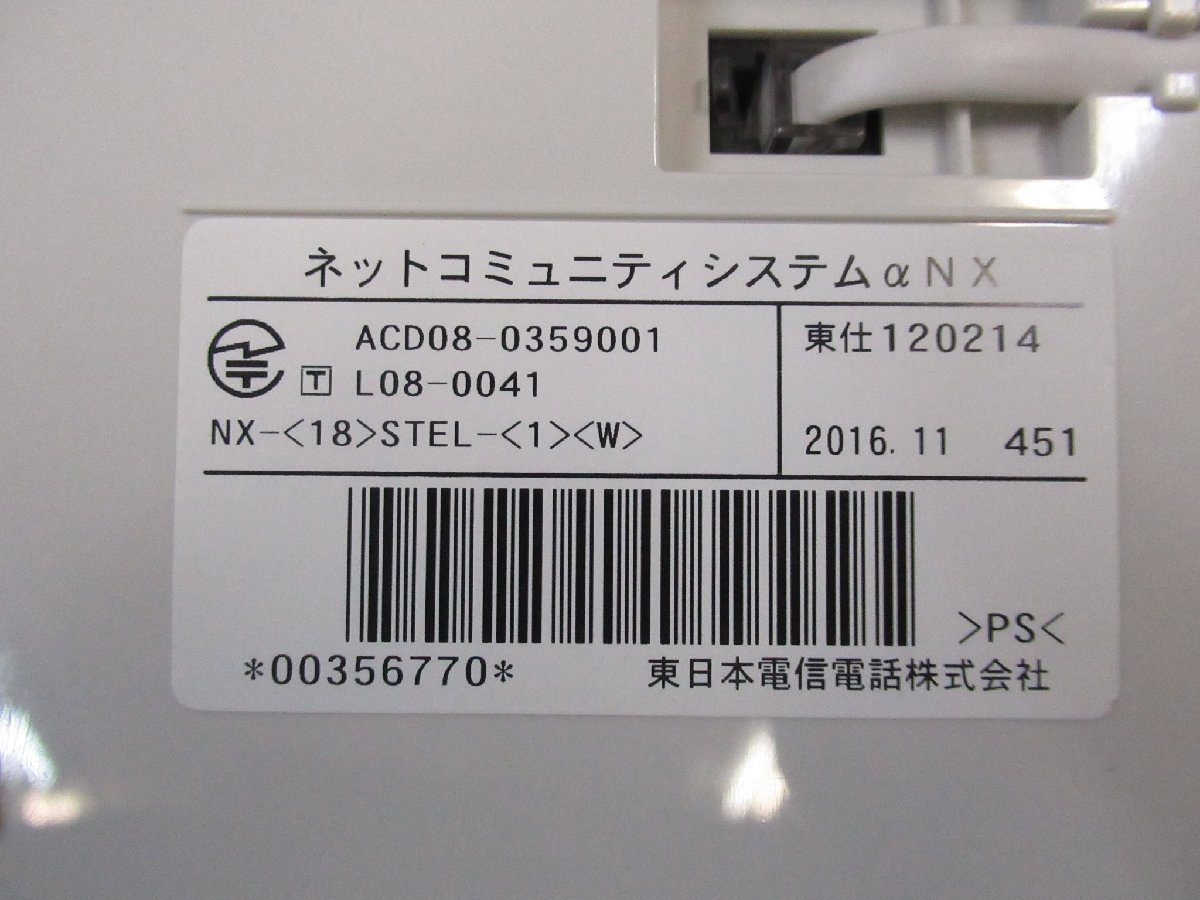 ネットコミュニティシステムαNX
ACD08-0359001
T L08-0041
NX-<18>STEL-<1><W>
東仕120214
2016.11 451
>PS<
*00356770*
東日本電信電話株式会社